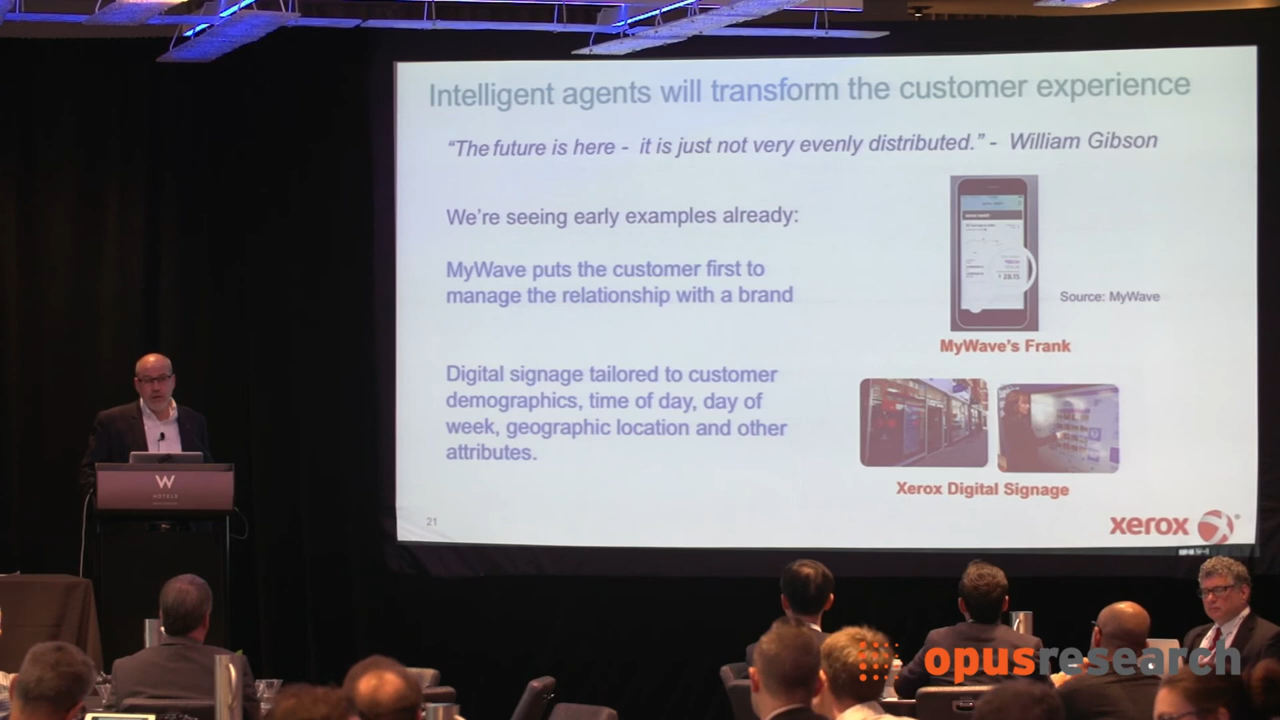 Intelligent agents will transform the customer experience
“The future is here - it is just not very evenly distributed.” - William Gibson
We’re seeing early examples already:
MyWave puts the customer first to
manage the relationship with a brand
Source: MyWave
MyWave’s Frank
Digital signage tailored to customer
demographics, time of day, day of
week, geographic location and other
attributes.
Xerox Digital Signage
21
xerox
W
HOTELS
opusresearch